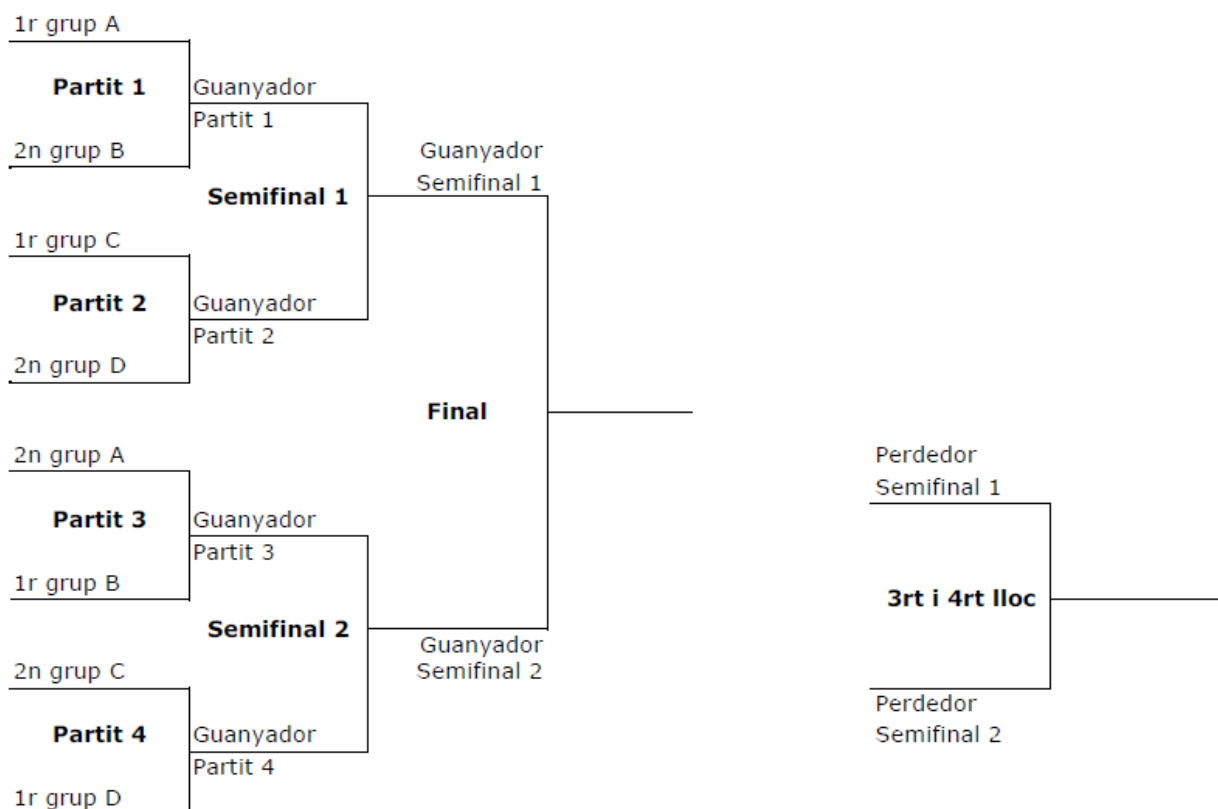 1r grup A
Partit 1
Guanyador
Partit 1
2n grup B
Guanyador
Semifinal 1
Semifinal 1
1r grup C
Partit 2
Guanyador
Partit 2
2n grup D
Final
2n grup A
Partit 3
Guanyador
Partit 3
1r grup B
Semifinal 2
Guanyador
Semifinal 2
2n grup C
Partit 4
Guanyador
Partit 4
1r grup D
Perdedor
Semifinal 1
3rt i 4rt lloc
Perdedor
Semifinal 2